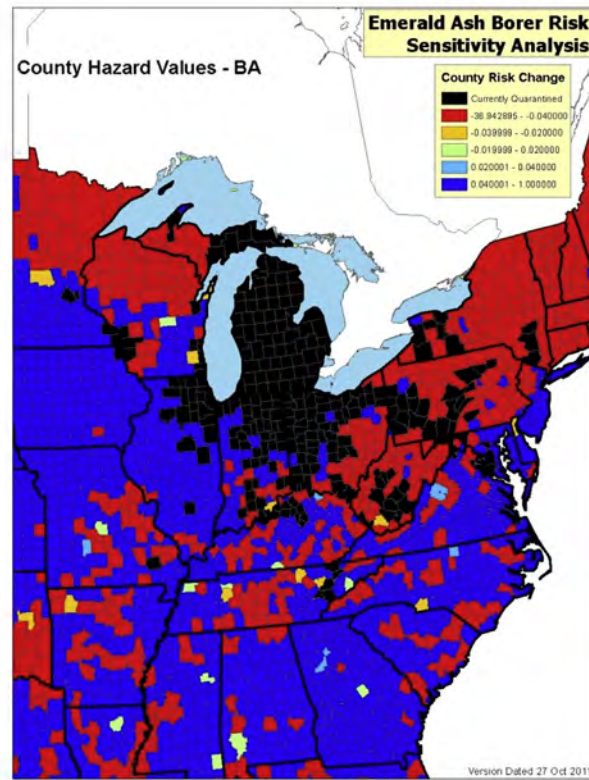 Emerald Ash Borer Risk
Sensitivity Analysis
County Hazard Values - BA
County Risk Change
Currently Quarantined
-36.942895 - -0.040000
-0.039999 - -0.020000
-0.019999 - 0.020000
0.020001 - 0.040000
0.040001 - 1.000000
Version Dated 27 Oct 2011